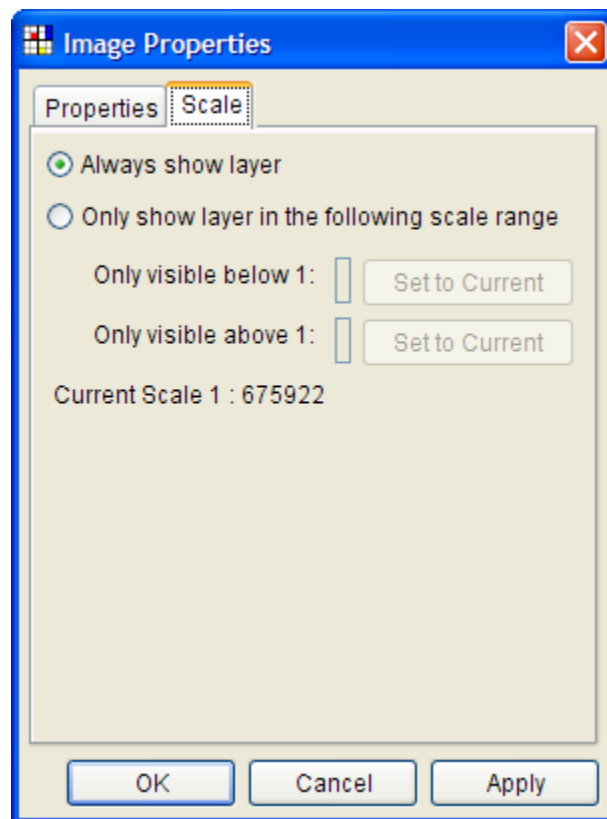 Image Properties
Properties Scale
Always show layer
Only show layer in the following scale range
Only visible below 1: Set to Current
Only visible above 1: Set to Current
Current Scale 1 : 675922
OK Cancel Apply